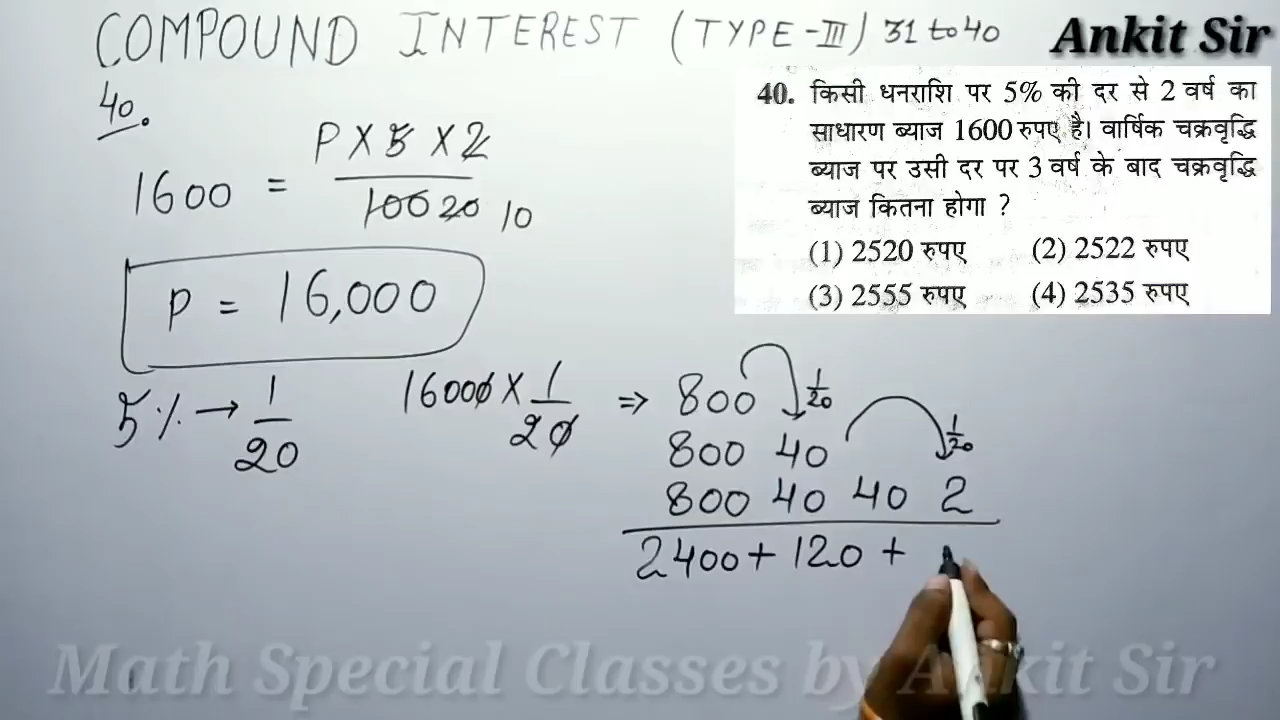 COMPOUND INTEREST (TYPE-III) 31 to 40
Ankit Sir
40.
P X 5 X 2
1600 = 100 20 10
P = 16,000
5% → 1/20
16000 X 1/20 ⇒ 800 1/20
800 40 1/20
800 40 40 2
2400 + 120 +
40. किसी धनराशि पर 5% की दर से 2 वर्ष का
साधारण ब्याज 1600 रुपए है। वार्षिक चक्रवृद्धि
ब्याज पर उसी दर पर 3 वर्ष के बाद चक्रवृद्धि
ब्याज कितना होगा ?
(1) 2520 रुपए (2) 2522 रुपए
(3) 2555 रुपए (4) 2535 रुपए
Math Special Classes by Ankit Sir